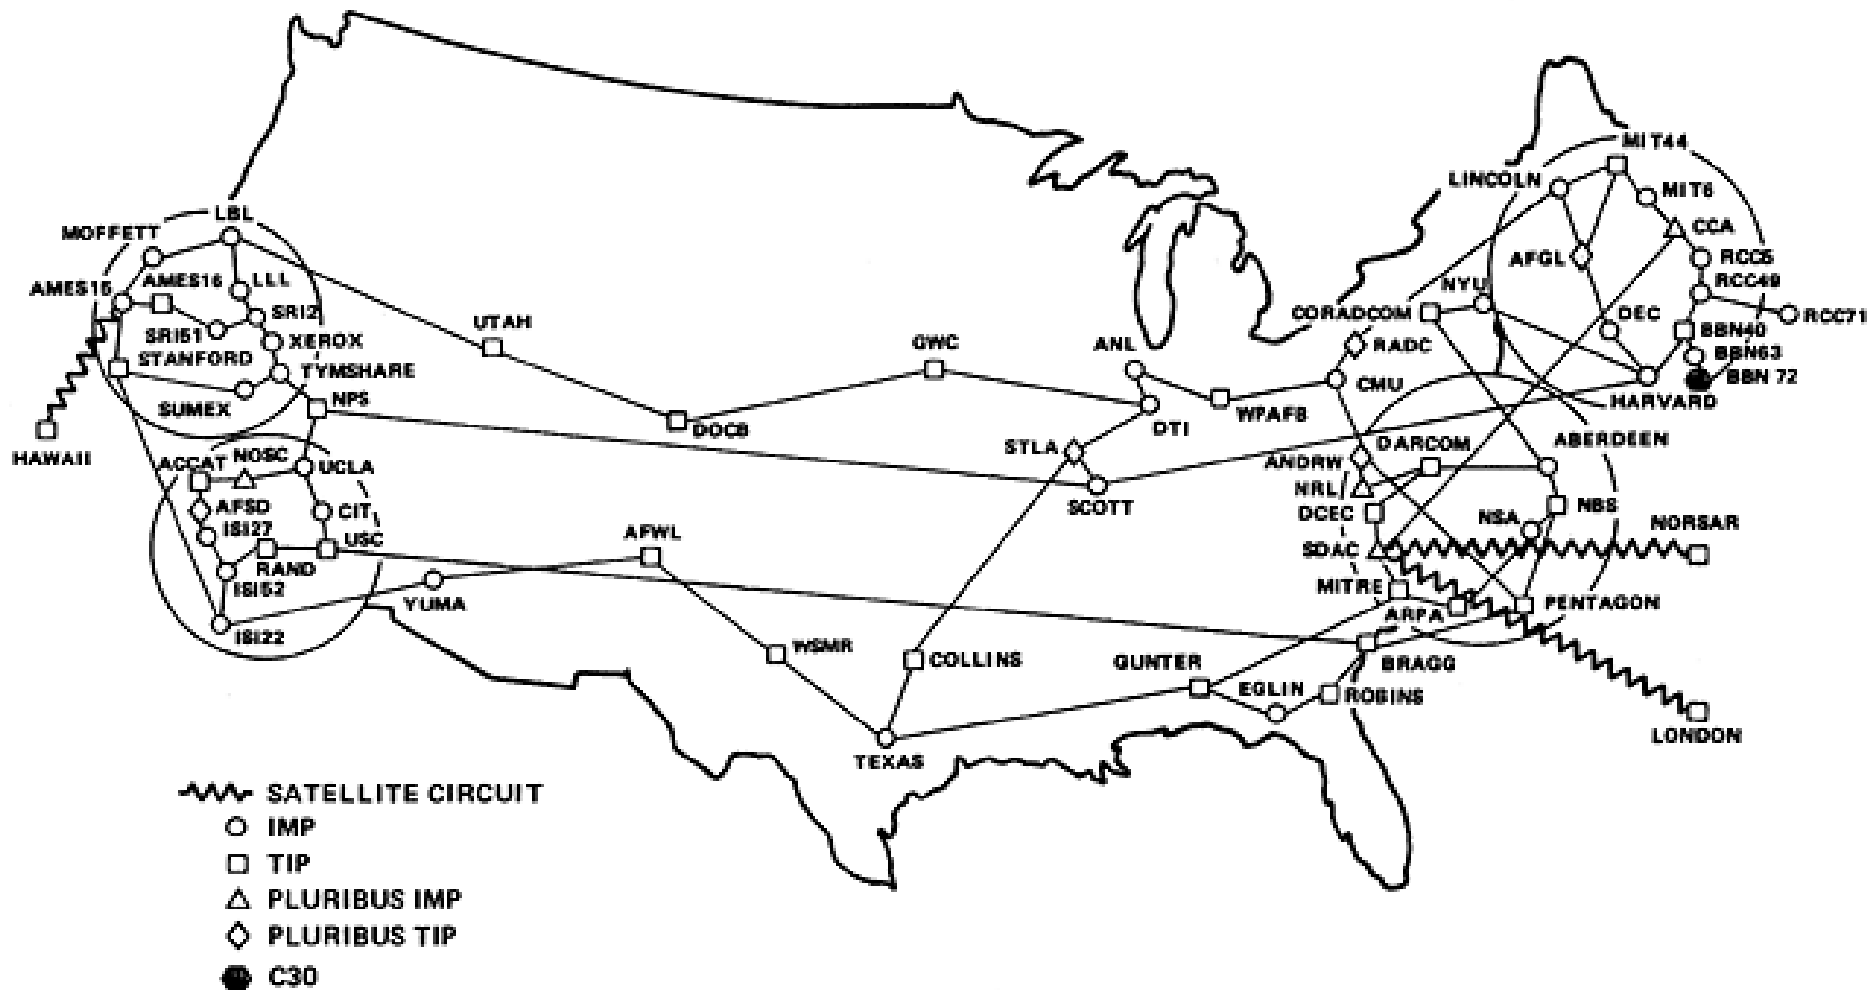 MIT44
LINCOLN
MIT6
CCA
AFGL
RCC5
RCC49
RCC71
DEC
BBN40
BBN63
BBN 72
HARVARD
NYU
CORADCOM
RADC
CMU
WPAFB
ANL
DTI
STLA
SCOTT
GWC
DOCB
UTAH
LBL
MOFFETT
AMES15
AMES16
LLL
SRI2
SRI51
XEROX
STANFORD
TYMSHARE
SUMEX
NPS
HAWAII
ACCAT
NOSC
UCLA
AFSD
CIT
ISI27
USC
RAND
ISI52
ISI22
YUMA
AFWL
WSMR
COLLINS
TEXAS
GUNTER
EGLIN
ROBINS
BRAGG
ABERDEEN
DARCOM
ANDRW
NRL
DCEC
NSA
NBS
NORSAR
SDAC
MITRE
ARPA
PENTAGON
LONDON
SATELLITE CIRCUIT
IMP
TIP
PLURIBUS IMP
PLURIBUS TIP
C30